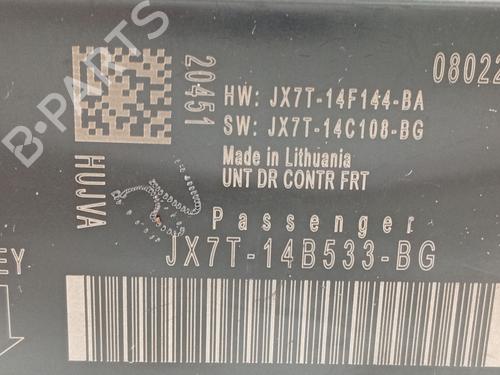 B-PARTS
20451
HUJVA
08022
HW: JX7T-14F144-BA
SW: JX7T-14C108-BG
Made in Lithuania
UNT DR CONTR FRT
Passenger
JX7T-14B533-BG
EY